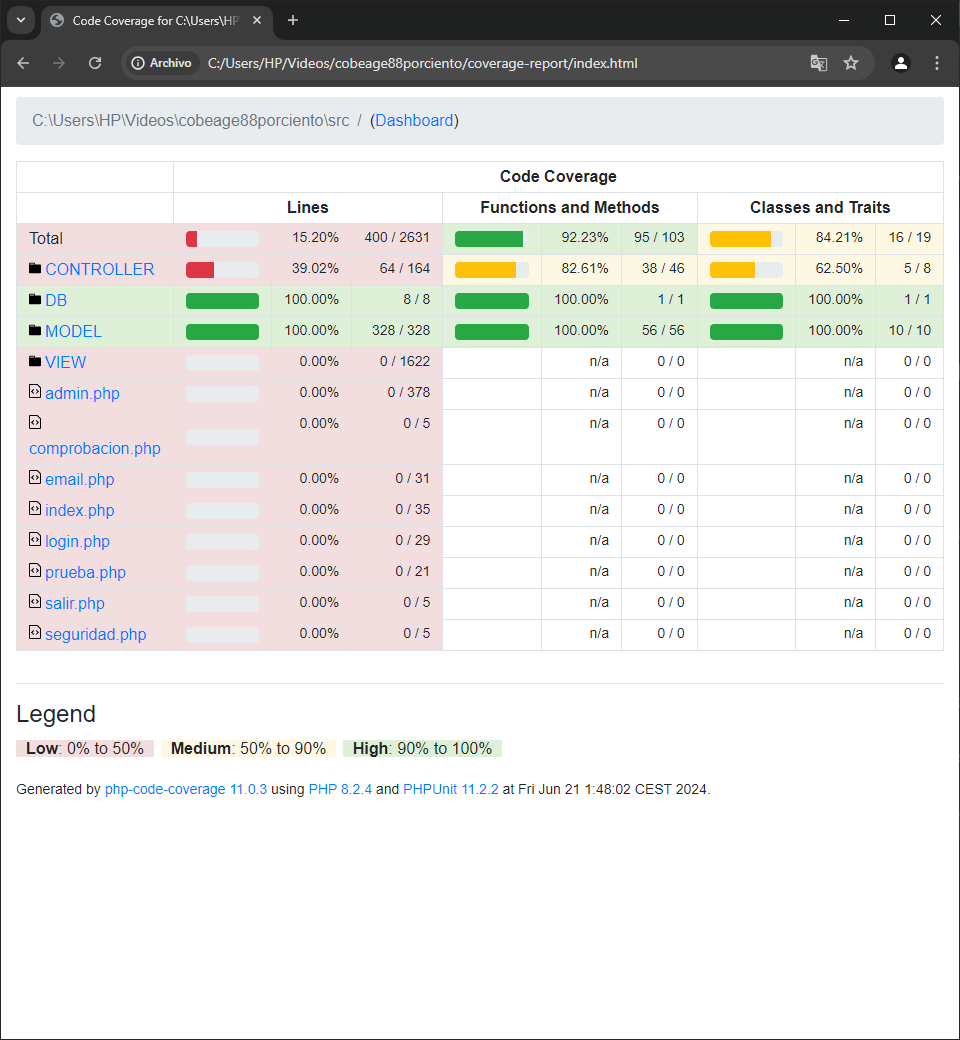 Code Coverage for C:\Users\HP
Archivo C:/Users/HP/Videos/cobeage88porciento/coverage-report/index.html
C:\Users\HP\Videos\cobeage88porciento\src / (Dashboard)
Code Coverage
Lines Functions and Methods Classes and Traits
Total 15.20% 400 / 2631 92.23% 95 / 103 84.21% 16 / 19
CONTROLLER 39.02% 64 / 164 82.61% 38 / 46 62.50% 5 / 8
DB 100.00% 8 / 8 100.00% 1 / 1 100.00% 1 / 1
MODEL 100.00% 328 / 328 100.00% 56 / 56 100.00% 10 / 10
VIEW 0.00% 0 / 1622 n/a 0 / 0 n/a 0 / 0
admin.php 0.00% 0 / 378 n/a 0 / 0 n/a 0 / 0
comprobacion.php 0.00% 0 / 5 n/a 0 / 0 n/a 0 / 0
email.php 0.00% 0 / 31 n/a 0 / 0 n/a 0 / 0
index.php 0.00% 0 / 35 n/a 0 / 0 n/a 0 / 0
login.php 0.00% 0 / 29 n/a 0 / 0 n/a 0 / 0
prueba.php 0.00% 0 / 21 n/a 0 / 0 n/a 0 / 0
salir.php 0.00% 0 / 5 n/a 0 / 0 n/a 0 / 0
seguridad.php 0.00% 0 / 5 n/a 0 / 0 n/a 0 / 0
Legend
Low: 0% to 50% Medium: 50% to 90% High: 90% to 100%
Generated by php-code-coverage 11.0.3 using PHP 8.2.4 and PHPUnit 11.2.2 at Fri Jun 21 1:48:02 CEST 2024.